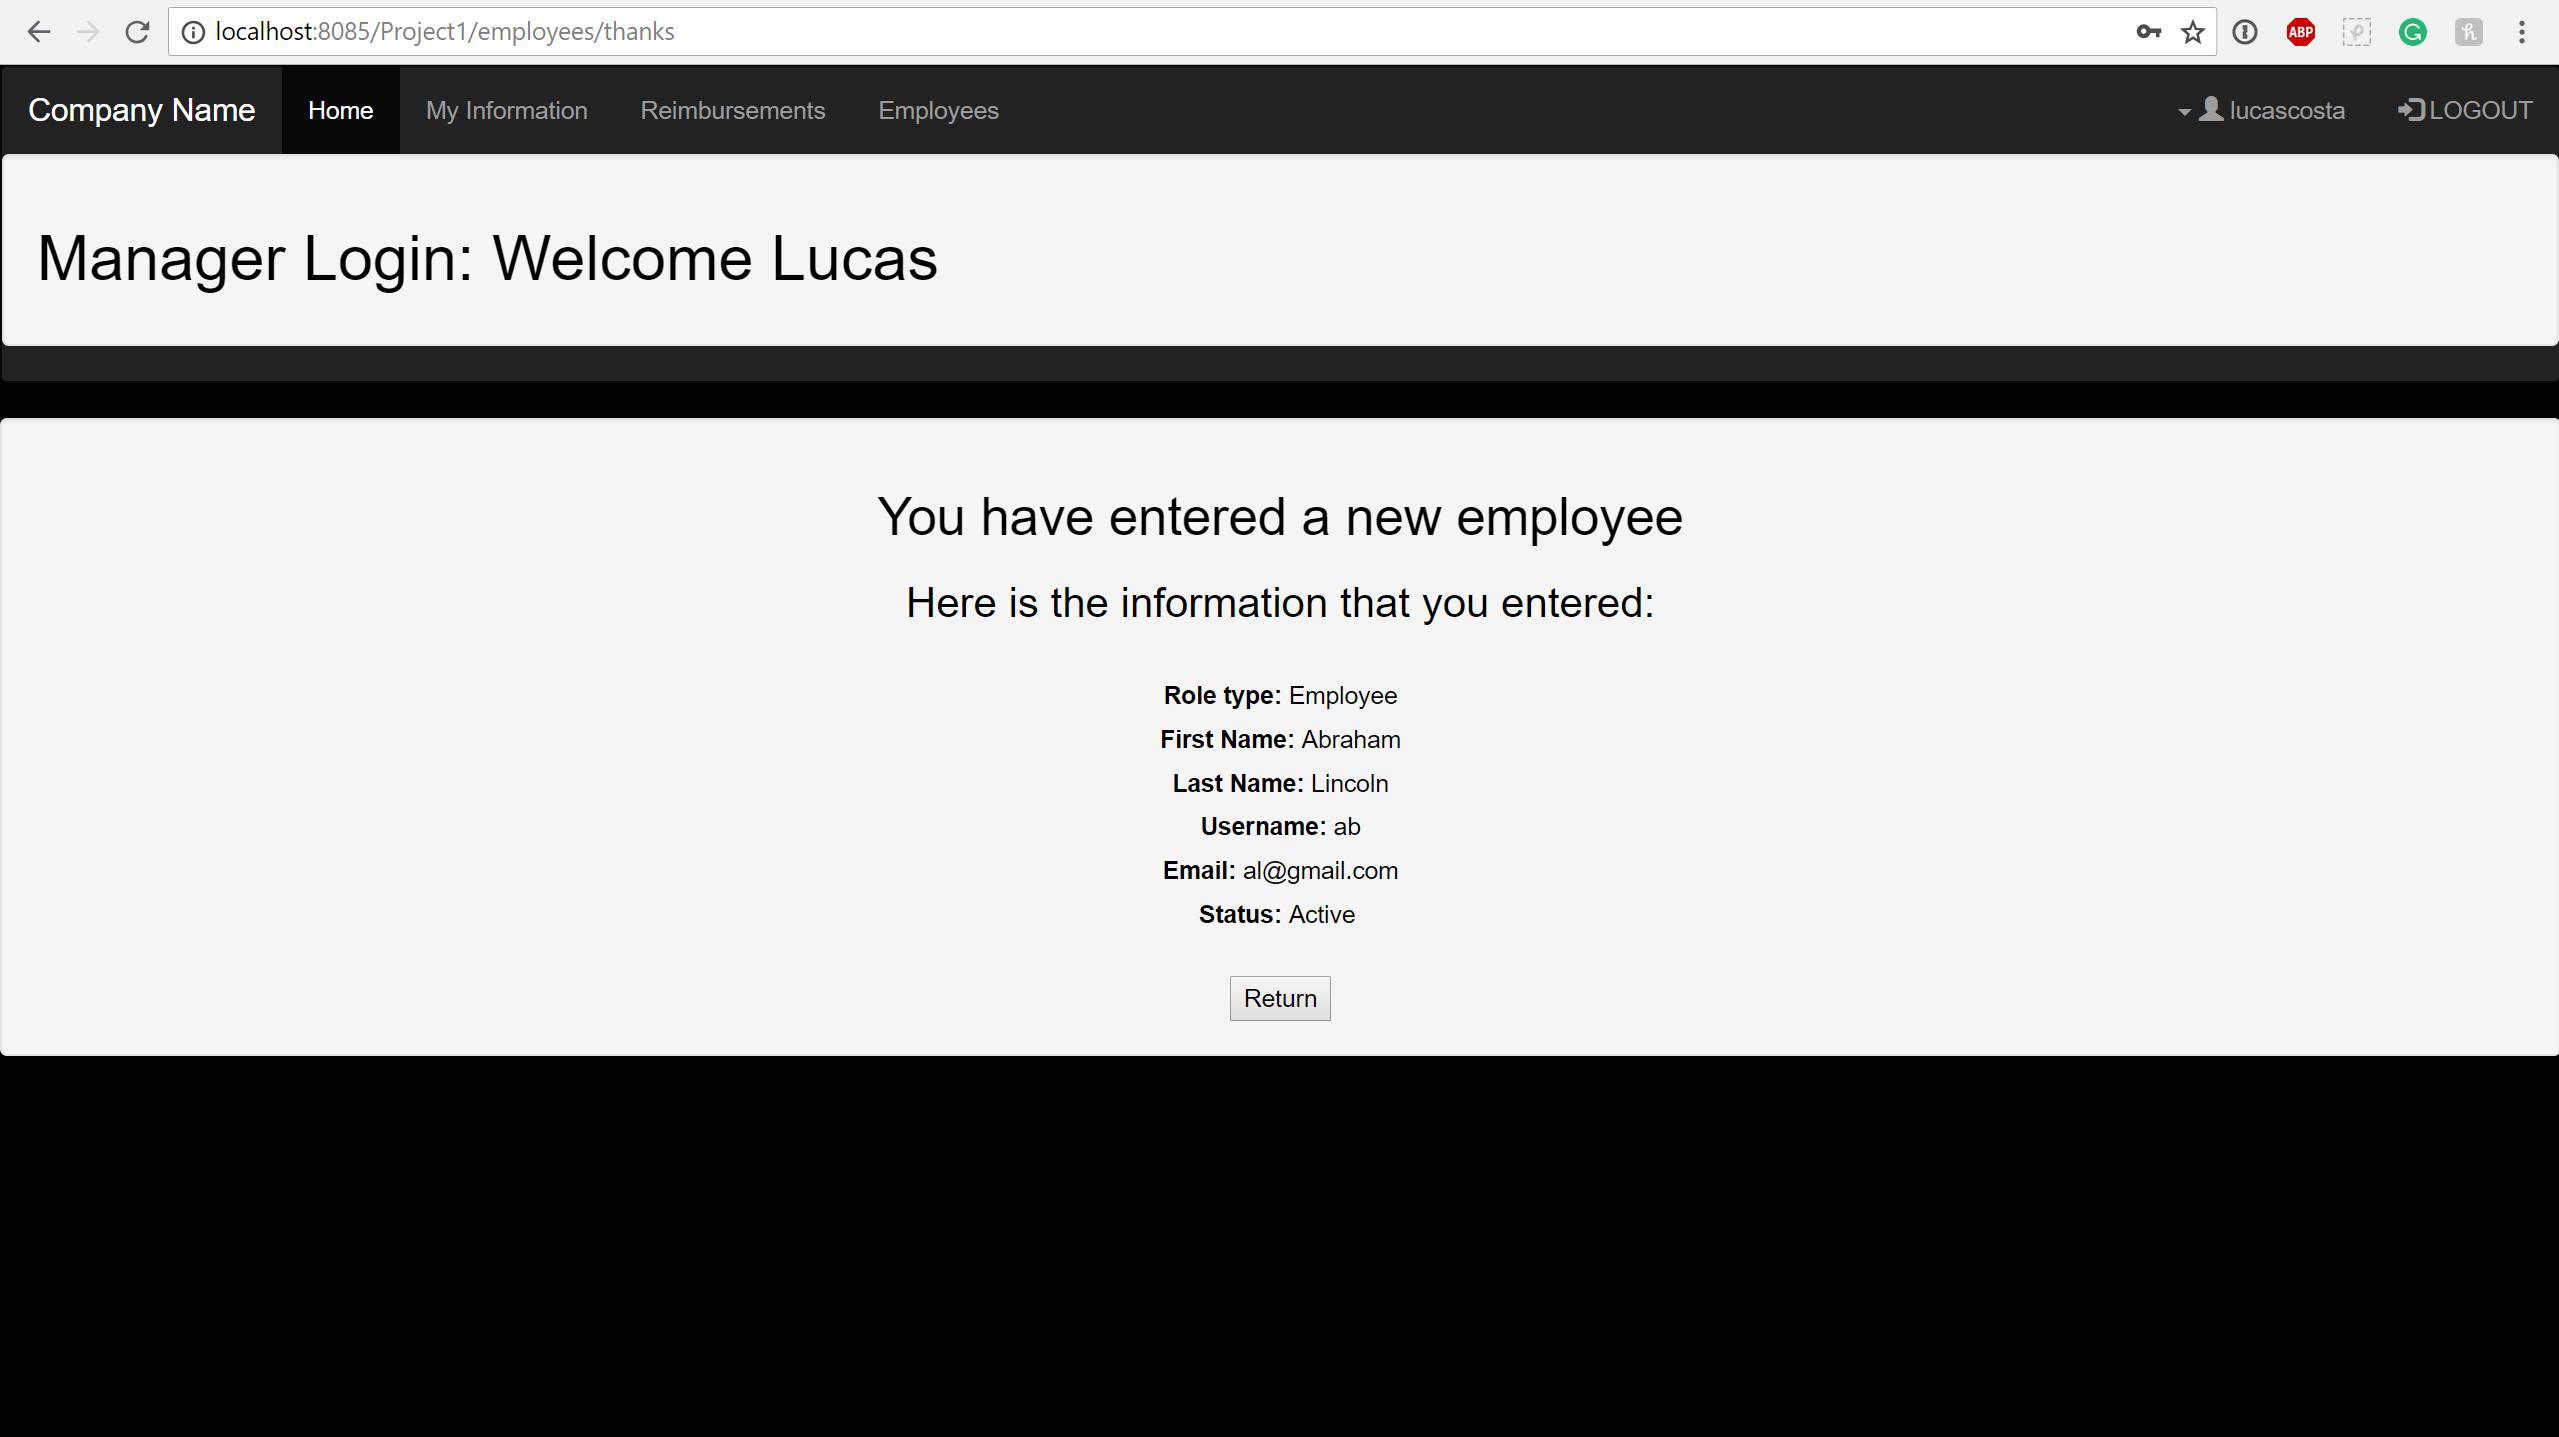 localhost:8085/Project1/employees/thanks
ABP
Company Name Home My Information Reimbursements Employees lucascosta LOGOUT
Manager Login: Welcome Lucas
You have entered a new employee
Here is the information that you entered:
Role type: Employee
First Name: Abraham
Last Name: Lincoln
Username: ab
Email: al@gmail.com
Status: Active
Return